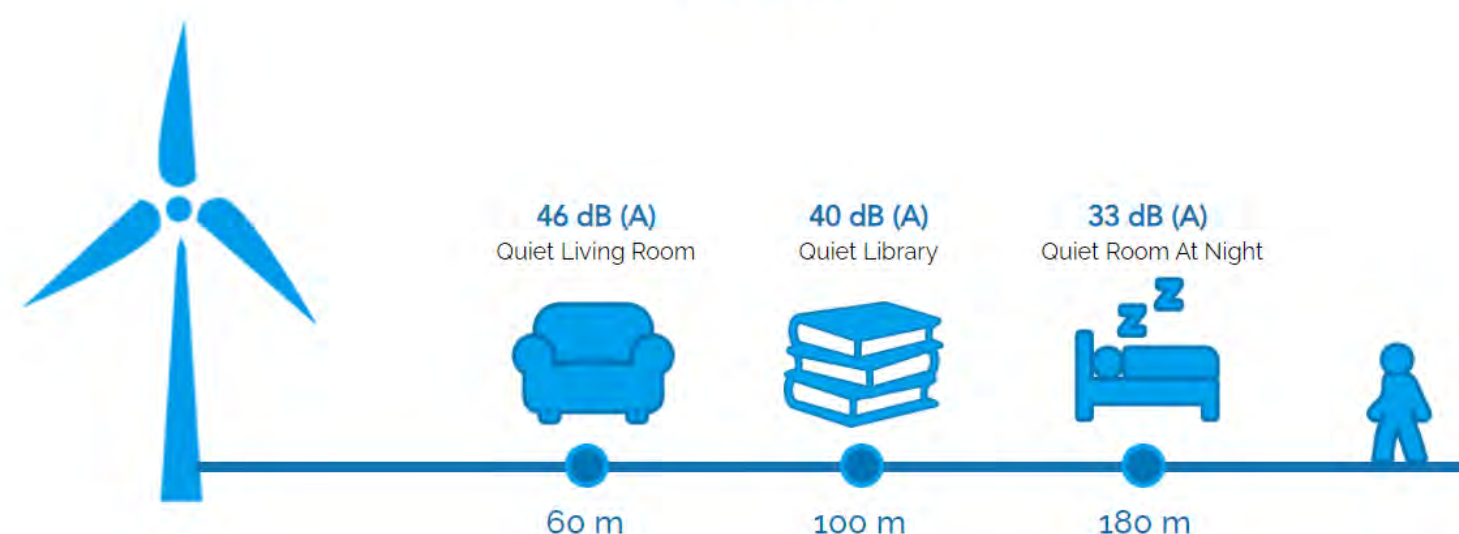 46 dB (A)
Quiet Living Room
40 dB (A)
Quiet Library
33 dB (A)
Quiet Room At Night
z z
60 m
100 m
180 m